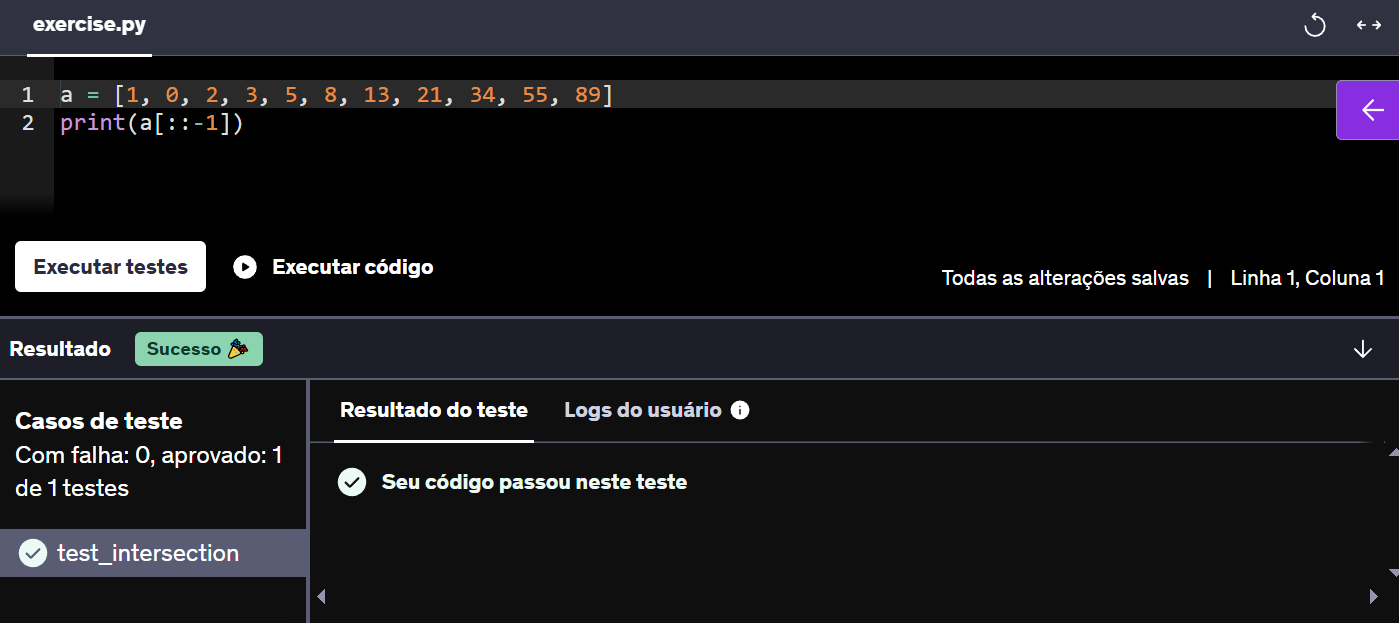 exercise.py
1 a = [1, 0, 2, 3, 5, 8, 13, 21, 34, 55, 89]
2 print(a[::-1])
Executar testes Executar código
Todas as alterações salvas | Linha 1, Coluna 1
Resultado Sucesso
Casos de teste
Com falha: 0, aprovado: 1
de 1 testes
test_intersection
Resultado do teste Logs do usuário
Seu código passou neste teste